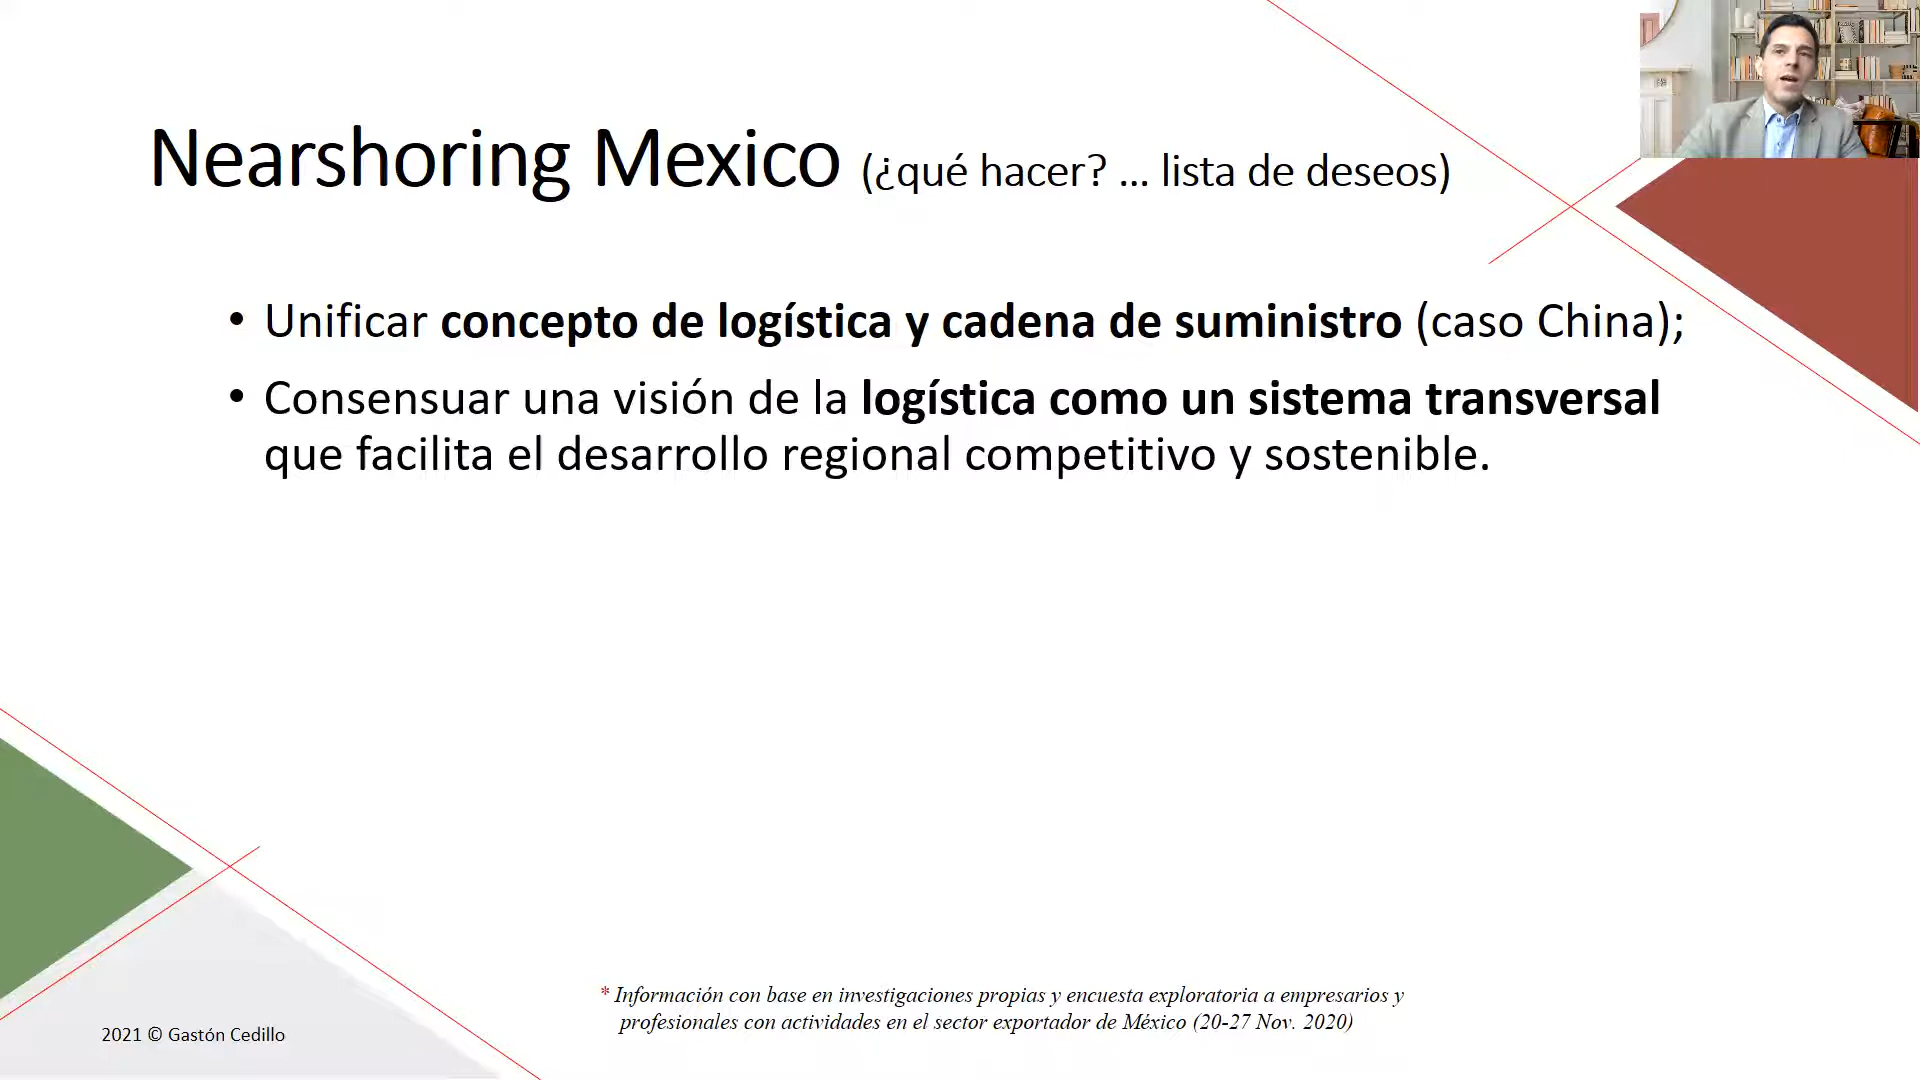 Nearshoring Mexico (¿qué hacer? ... lista de deseos)
• Unificar concepto de logística y cadena de suministro (caso China);
• Consensuar una visión de la logística como un sistema transversal
que facilita el desarrollo regional competitivo y sostenible.
* Información con base en investigaciones propias y encuesta exploratoria a empresarios y
profesionales con actividades en el sector exportador de México (20-27 Nov. 2020)
2021 © Gastón Cedillo